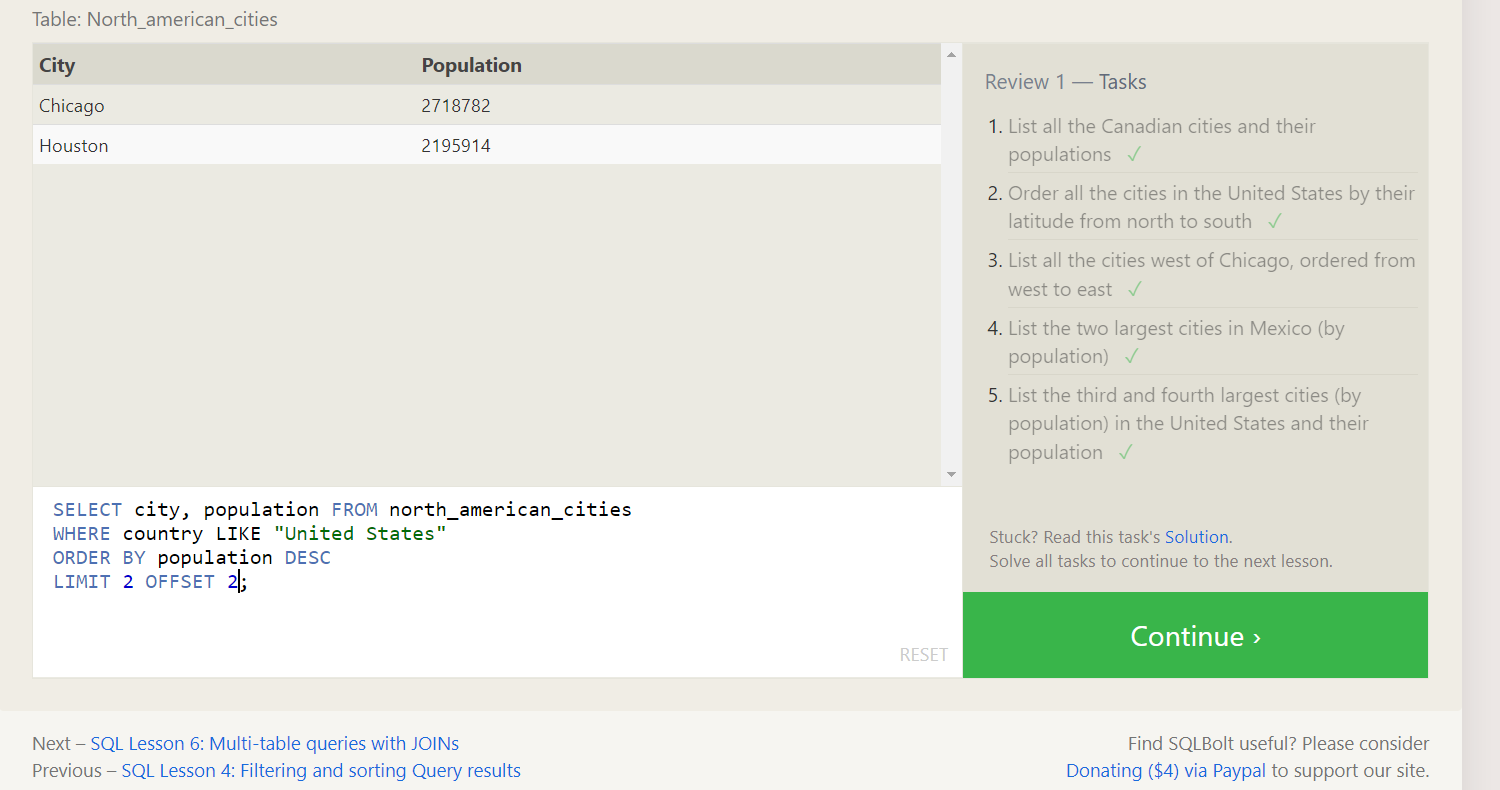 Table: North_american_cities
City Population
Chicago 2718782
Houston 2195914
SELECT city, population FROM north_american_cities
WHERE country LIKE "United States"
ORDER BY population DESC
LIMIT 2 OFFSET 2;
RESET
Review 1 — Tasks
1. List all the Canadian cities and their
populations ✓
2. Order all the cities in the United States by their
latitude from north to south ✓
3. List all the cities west of Chicago, ordered from
west to east ✓
4. List the two largest cities in Mexico (by
population) ✓
5. List the third and fourth largest cities (by
population) in the United States and their
population ✓
Stuck? Read this task's Solution.
Solve all tasks to continue to the next lesson.
Continue ›
Next – SQL Lesson 6: Multi-table queries with JOINs
Previous – SQL Lesson 4: Filtering and sorting Query results
Find SQLBolt useful? Please consider
Donating ($4) via Paypal to support our site.